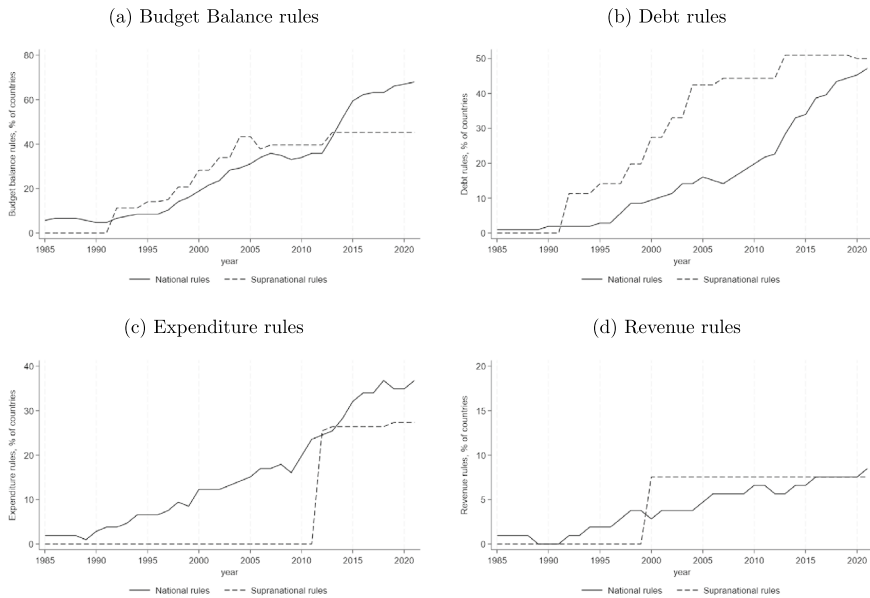 (a) Budget Balance rules
Budget balance rules, % of countries
80
60
40
20
0
1985 1990 1995 2000 2005 2010 2015 2020
year
National rules Supranational rules
(b) Debt rules
Debt rules, % of countries
50
40
30
20
10
0
1985 1990 1995 2000 2005 2010 2015 2020
year
National rules Supranational rules
(c) Expenditure rules
Expenditure rules, % of countries
40
30
20
10
0
1985 1990 1995 2000 2005 2010 2015 2020
year
National rules Supranational rules
(d) Revenue rules
Revenue rules, % of countries
20
15
10
5
0
1985 1990 1995 2000 2005 2010 2015 2020
year
National rules Supranational rules